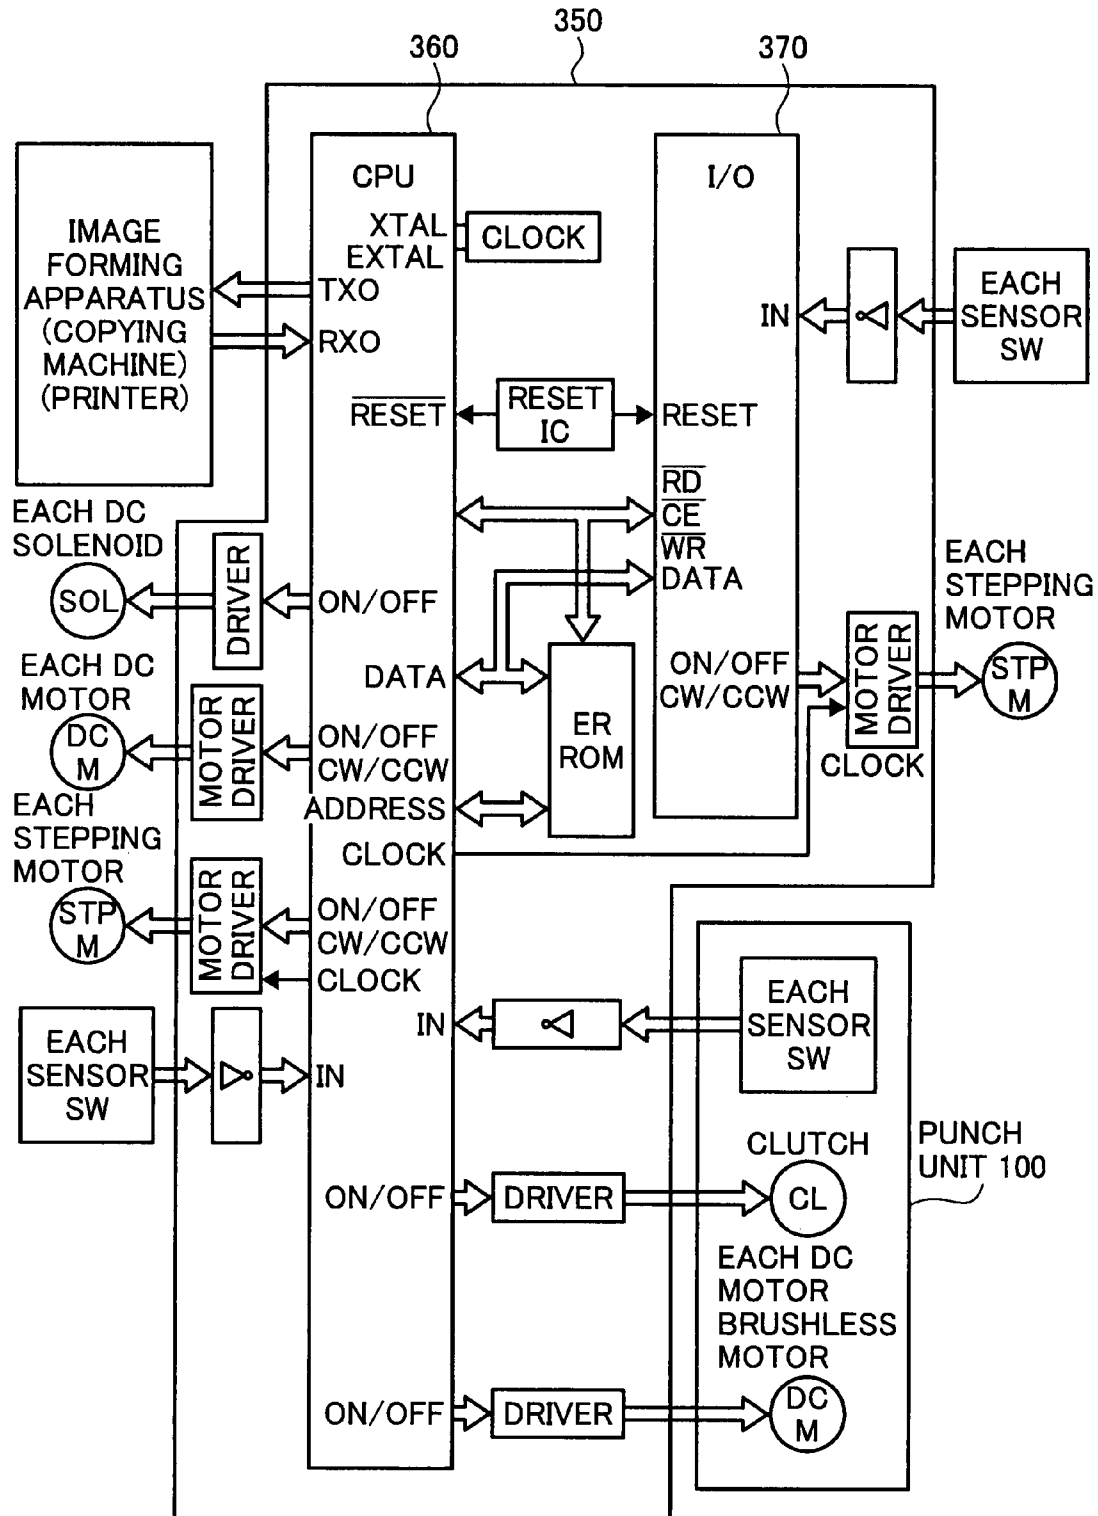 350
360
370
CPU
I/O
XTAL
EXTAL
CLOCK
IMAGE
FORMING
APPARATUS
(COPYING
MACHINE)
(PRINTER)
TXO
RXO
IN
EACH
SENSOR
SW
RESET
RESET
IC
RESET
RD
CE
WR
DATA
EACH DC
SOLENOID
SOL
DRIVER
ON/OFF
EACH
STEPPING
MOTOR
DATA
ER
ROM
ON/OFF
CW/CCW
MOTOR
DRIVER
STP
M
CLOCK
EACH DC
MOTOR
DC
M
MOTOR
DRIVER
ON/OFF
CW/CCW
ADDRESS
CLOCK
EACH
STEPPING
MOTOR
STP
M
MOTOR
DRIVER
ON/OFF
CW/CCW
CLOCK
IN
EACH
SENSOR
SW
EACH
SENSOR
SW
IN
PUNCH
UNIT 100
CLUTCH
CL
ON/OFF
DRIVER
EACH DC
MOTOR
BRUSHLESS
MOTOR
DC
M
ON/OFF
DRIVER